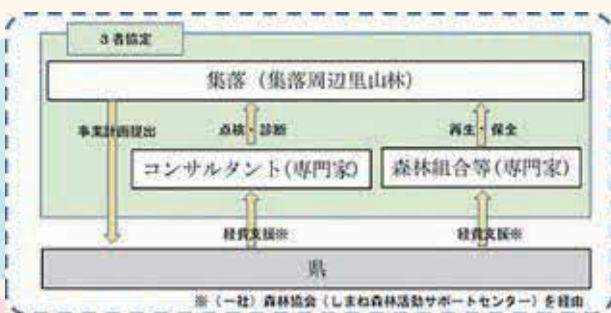 3者協定
集落（集落周辺里山林）
事業計画提出
点検・診断
再生・保全
コンサルタント(専門家)
森林組合等(専門家)
経費支援※
経費支援※
県
※（一社）森林協会（しまね森林活動サポートセンター）を経由